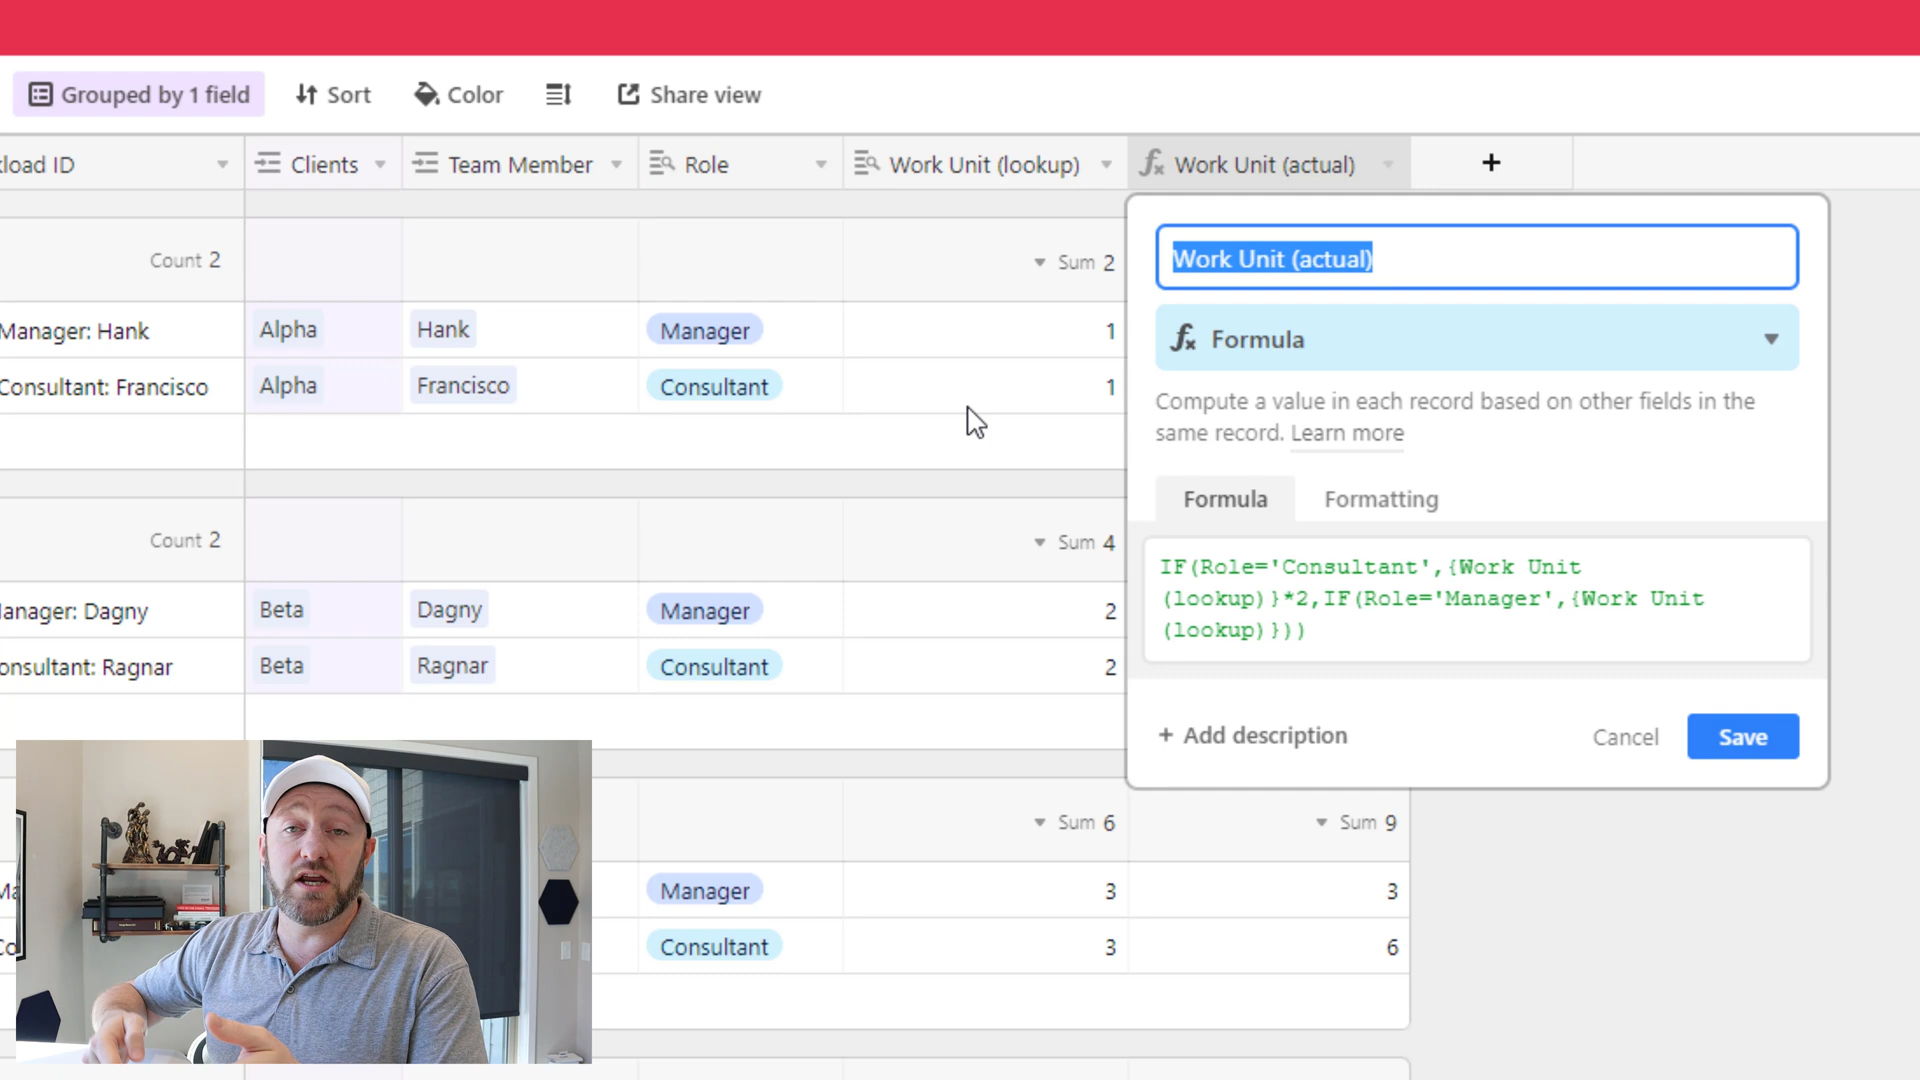 Grouped by 1 field Sort Color Share view
kload ID Clients Team Member Role Work Unit (lookup) Work Unit (actual) +
Count 2 Sum 2
Manager: Hank Alpha Hank Manager 1
Consultant: Francisco Alpha Francisco Consultant 1
Count 2 Sum 4
anager: Dagny Beta Dagny Manager 2
onsultant: Ragnar Beta Ragnar Consultant 2
Sum 6 Sum 9
Ma Manager 3 3
Co Consultant 3 6
Work Unit (actual)
fx Formula
Compute a value in each record based on other fields in the
same record. Learn more
Formula Formatting
IF(Role='Consultant',{Work Unit
(lookup)}*2,IF(Role='Manager',{Work Unit
(lookup)}))
+ Add description Cancel Save